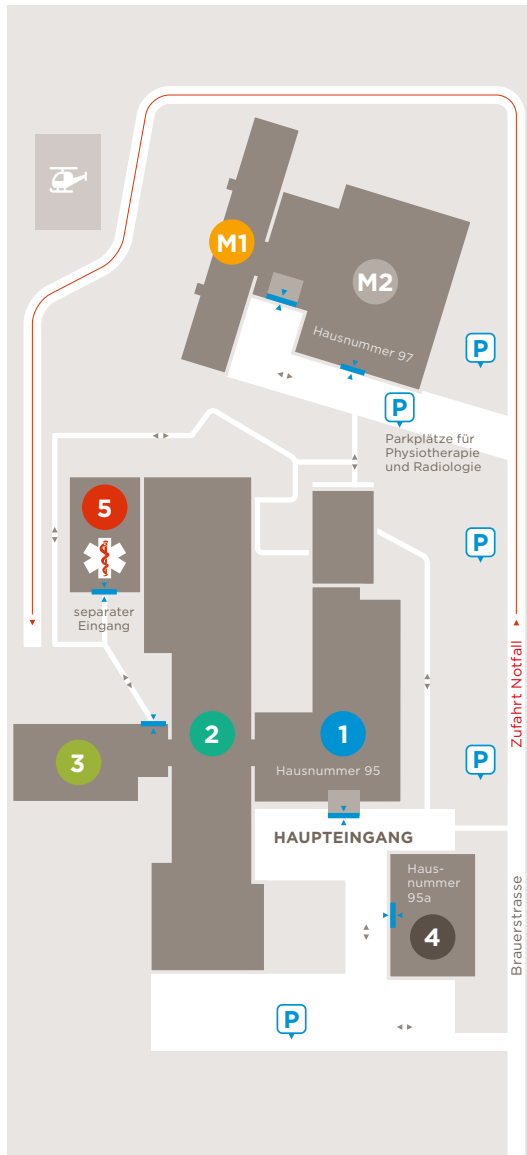 M1
M2
Hausnummer 97
P
P
Parkplätze für
Physiotherapie
und Radiologie
5
P
separater
Eingang
Zufahrt Notfall
2
1
3
P
Hausnummer 95
HAUPTEINGANG
Haus-
nummer
95a
4
Brauerstrasse
P